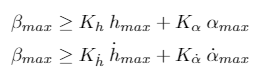 β_max ≥ K_h h_max + K_α α_max
β_max ≥ K_ḣ ḣ_max + K_α̇ α̇_max